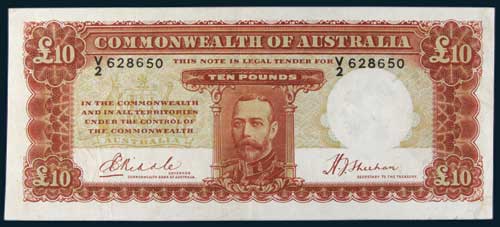 £10 COMMONWEALTH OF AUSTRALIA £10
V/2 628650 THIS NOTE IS LEGAL TENDER FOR V/2 628650
TEN POUNDS
IN THE COMMONWEALTH
AND IN ALL TERRITORIES
UNDER THE CONTROL OF
THE COMMONWEALTH
AUSTRALIA
H.J. Sheehan
GOVERNOR
COMMONWEALTH BANK OF AUSTRALIA.
SECRETARY TO THE TREASURY.
£10 £10